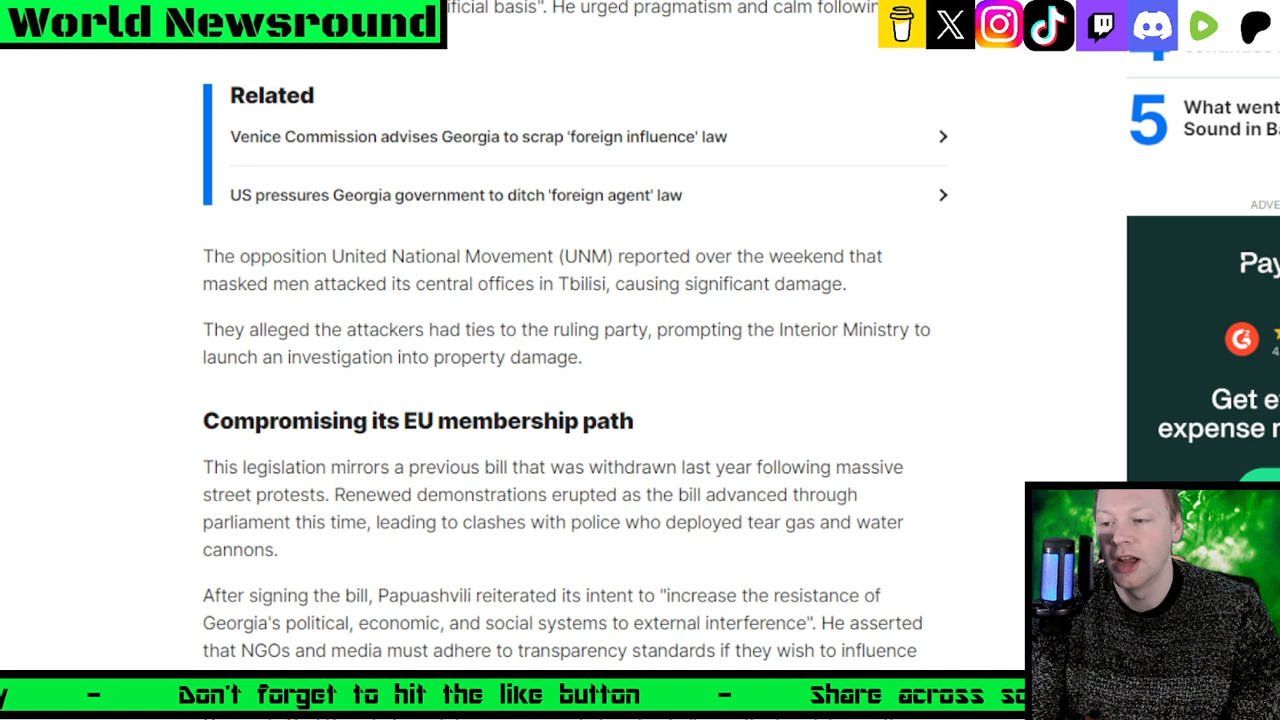 World Newsround
ificial basis". He urged pragmatism and calm followin
Related
Venice Commission advises Georgia to scrap 'foreign influence' law
US pressures Georgia government to ditch 'foreign agent' law
The opposition United National Movement (UNM) reported over the weekend that
masked men attacked its central offices in Tbilisi, causing significant damage.
They alleged the attackers had ties to the ruling party, prompting the Interior Ministry to
launch an investigation into property damage.
Compromising its EU membership path
This legislation mirrors a previous bill that was withdrawn last year following massive
street protests. Renewed demonstrations erupted as the bill advanced through
parliament this time, leading to clashes with police who deployed tear gas and water
cannons.
After signing the bill, Papuashvili reiterated its intent to "increase the resistance of
Georgia's political, economic, and social systems to external interference". He asserted
that NGOs and media must adhere to transparency standards if they wish to influence
5
What went
Sound in Ba
ADVE
Pay
G2
4
Get e
expense m
y - Don't forget to hit the like button - Share across so